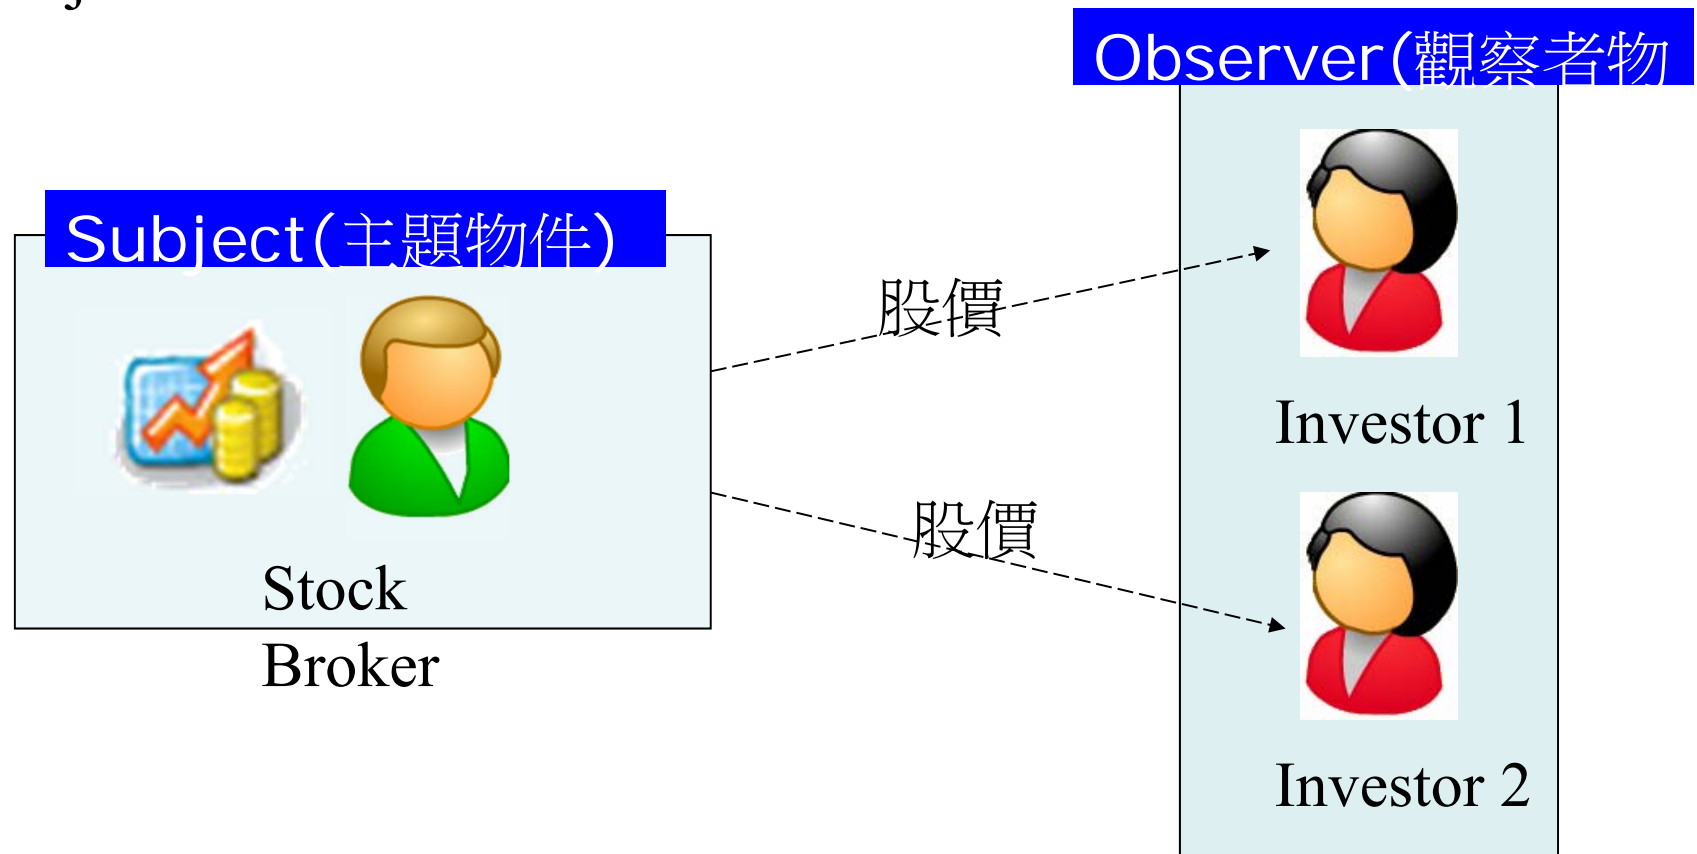 Observer(觀察者物
Subject(主題物件)
股價
Investor 1
股價
Stock
Broker
Investor 2